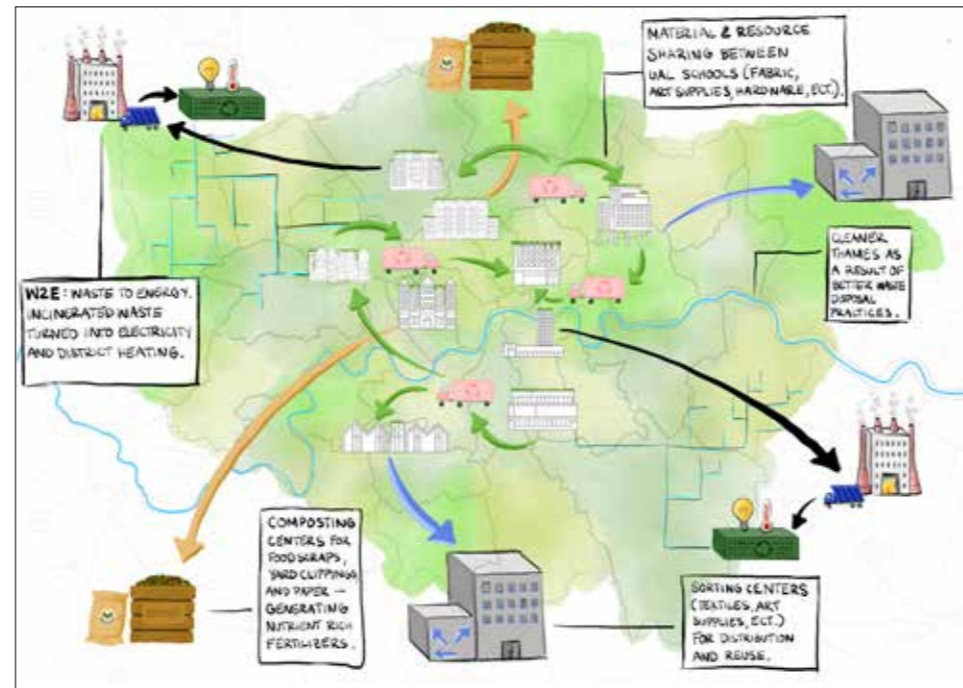 MATERIAL & RESOURCE
SHARING BETWEEN
UAL SCHOOLS (FABRIC,
ART SUPPLIES, HARDWARE, ECT.).
CLEANER
THAMES AS
A RESULT OF
BETTER WASTE
DISPOSAL
PRACTICES.
W2E: WASTE TO ENERGY.
INCINERATED WASTE
TURNED INTO ELECTRICITY
AND DISTRICT HEATING.
COMPOSTING
CENTERS FOR
FOOD SCRAPS,
YARD CLIPPINGS
AND PAPER —
GENERATING
NUTRIENT RICH
FERTILIZERS.
SORTING CENTERS
(TEXTILES, ART
SUPPLIES, ECT.)
FOR DISTRIBUTION
AND REUSE.